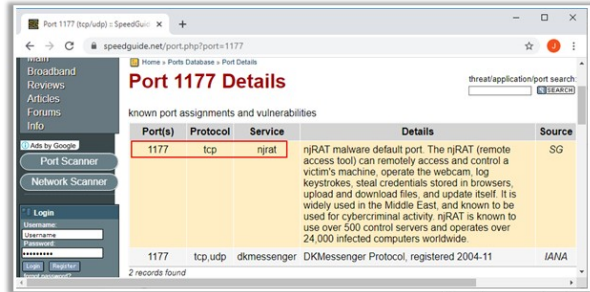 Port 1177 (tcp/udp) :: SpeedGuid
speedguide.net/port.php?port=1177
Main
Broadband
Reviews
Articles
Forums
Info
Ads by Google
Port Scanner
Network Scanner
Login
Username:
Username
Password:
Login Register
forgot password?
Home » Ports Database » Port Details
Port 1177 Details
threat/application/port search:
SEARCH
known port assignments and vulnerabilities
Port(s) Protocol Service Details Source
1177 tcp njrat njRAT malware default port. The njRAT (remote SG
access tool) can remotely access and control a
victim's machine, operate the webcam, log
keystrokes, steal credentials stored in browsers,
upload and download files, and update itself. It is
widely used in the Middle East, and known to be
used for cybercriminal activity. njRAT is known to
use over 500 control servers and operates over
24,000 infected computers worldwide.
1177 tcp,udp dkmessenger DKMessenger Protocol, registered 2004-11 IANA
2 records found